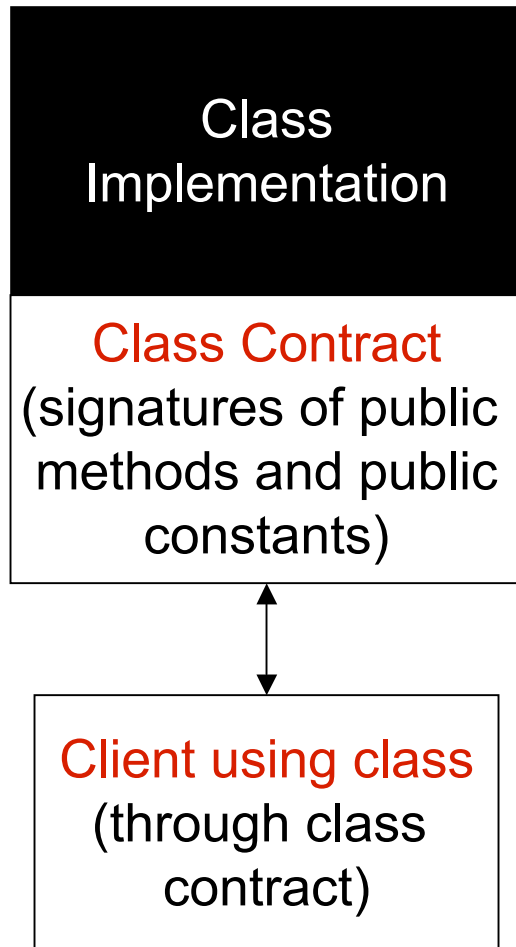 Class
Implementation
Class Contract
(signatures of public
methods and public
constants)
Client using class
(through class
contract)